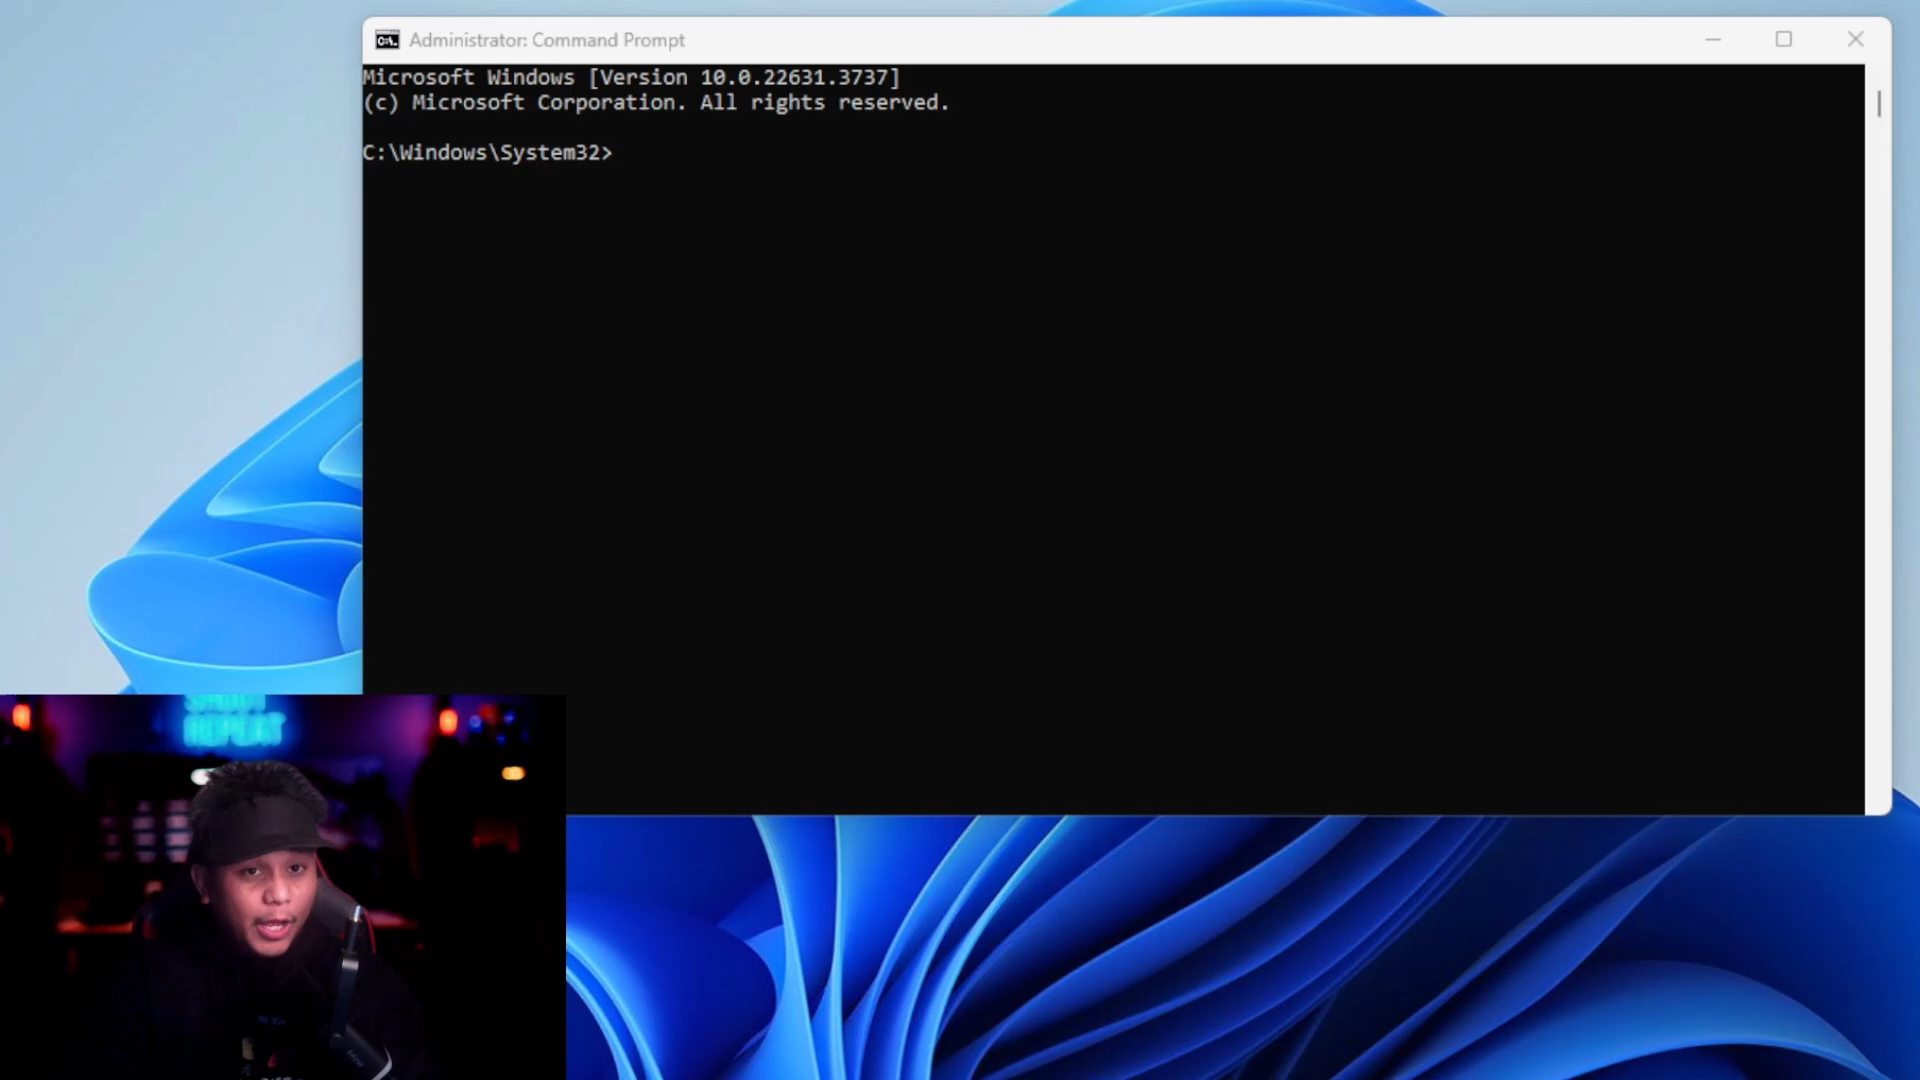 Administrator: Command Prompt
Microsoft Windows [Version 10.0.22631.3737]
(c) Microsoft Corporation. All rights reserved.
C:\Windows\System32>